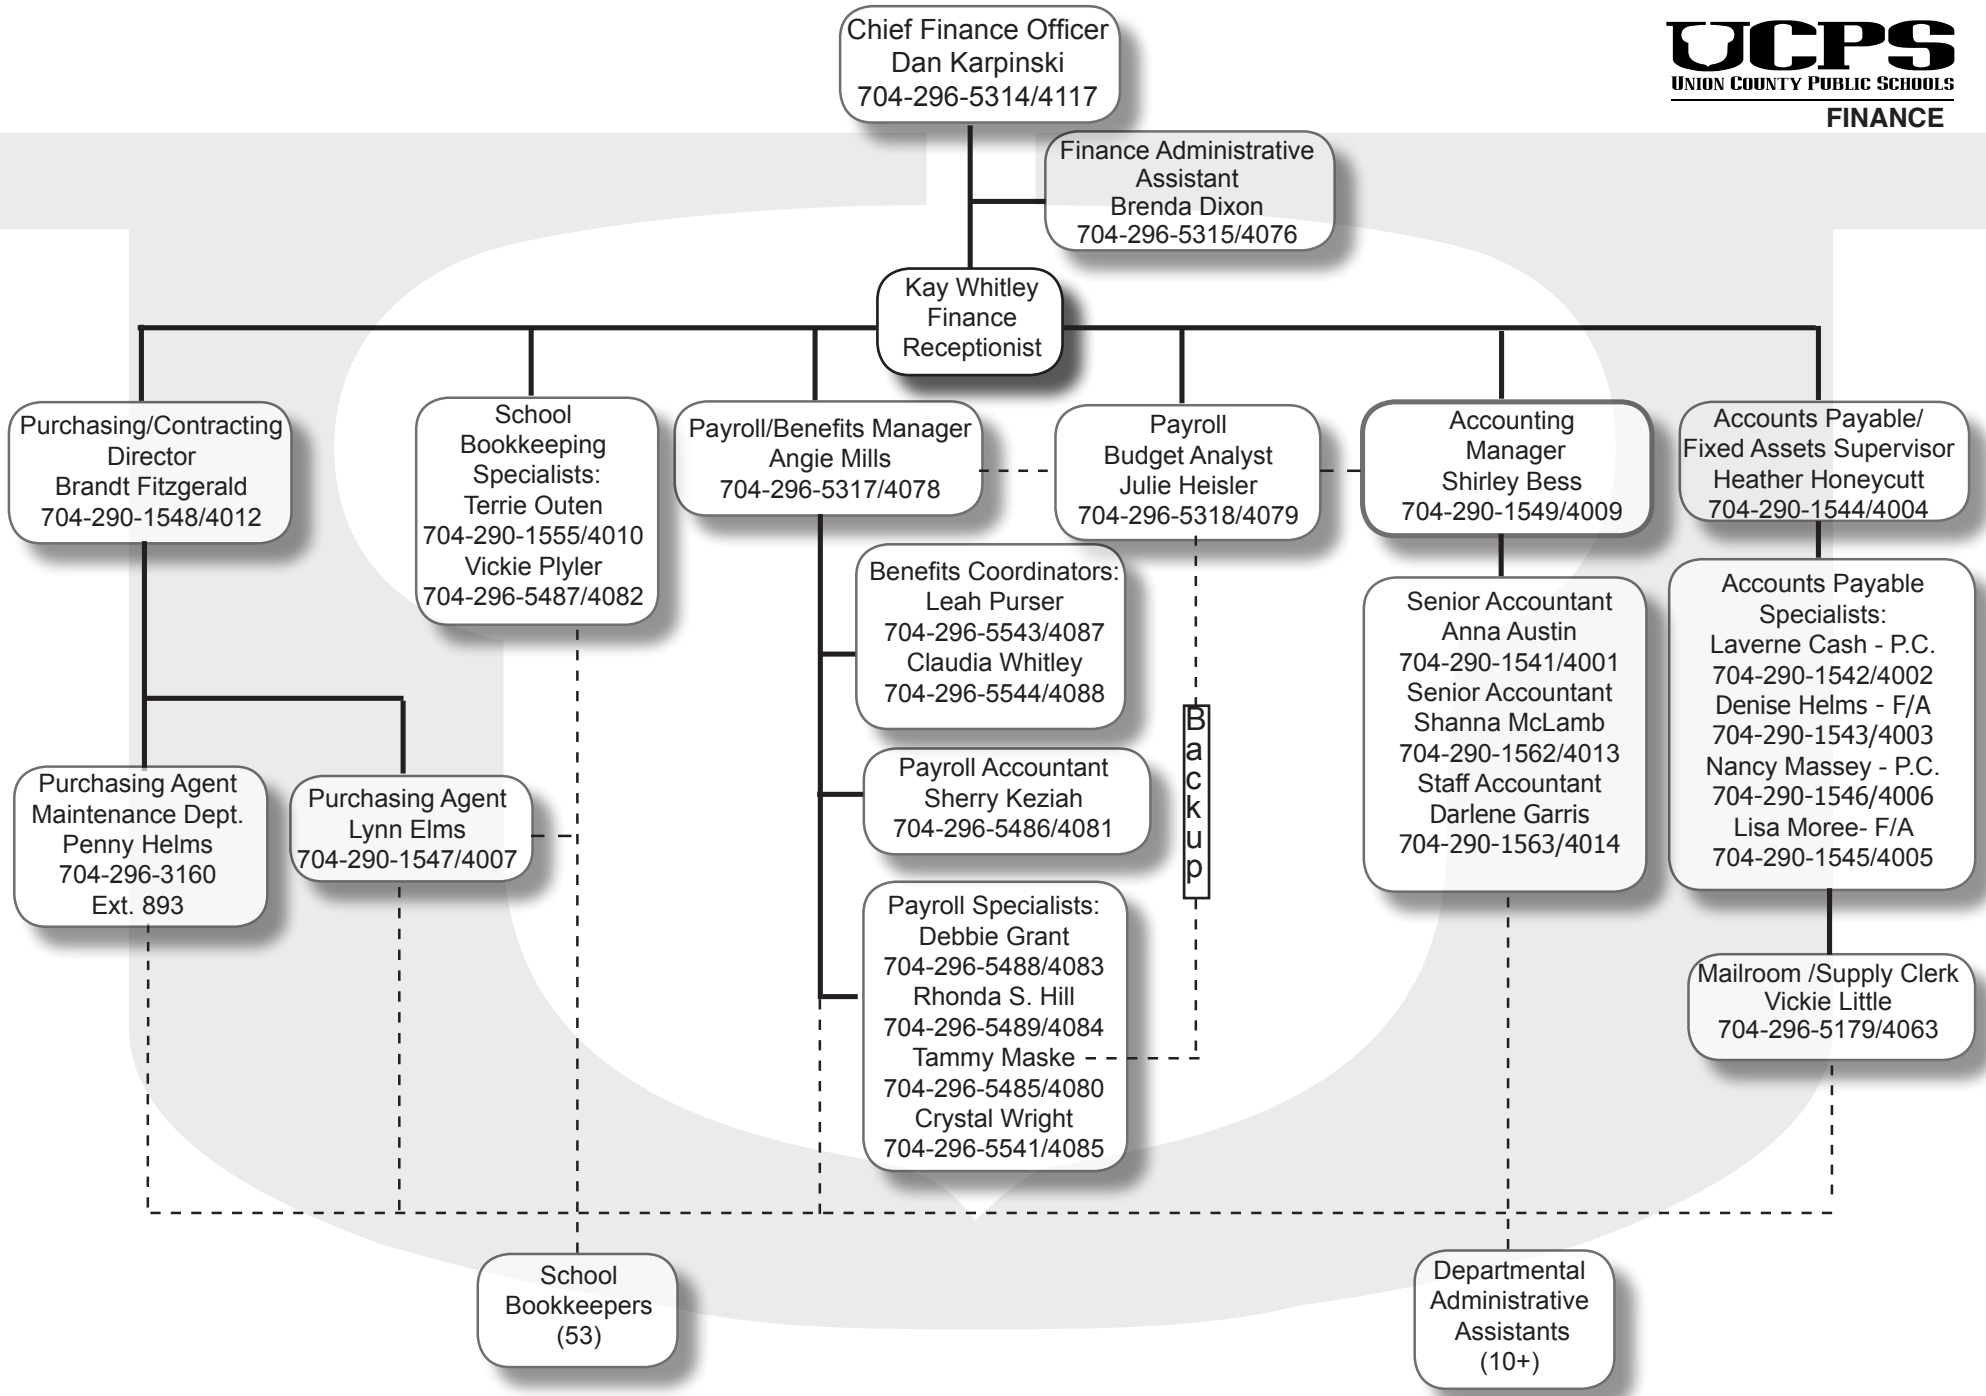 Chief Finance Officer
Dan Karpinski
704-296-5314/4117
UCPS
UNION COUNTY PUBLIC SCHOOLS
FINANCE
Finance Administrative
Assistant
Brenda Dixon
704-296-5315/4076
Kay Whitley
Finance
Receptionist
Purchasing/Contracting
Director
Brandt Fitzgerald
704-290-1548/4012
School
Bookkeeping
Specialists:
Terrie Outen
704-290-1555/4010
Vickie Plyler
704-296-5487/4082
Payroll/Benefits Manager
Angie Mills
704-296-5317/4078
Payroll
Budget Analyst
Julie Heisler
704-296-5318/4079
Accounting
Manager
Shirley Bess
704-290-1549/4009
Accounts Payable/
Fixed Assets Supervisor
Heather Honeycutt
704-290-1544/4004
Benefits Coordinators:
Leah Purser
704-296-5543/4087
Claudia Whitley
704-296-5544/4088
Senior Accountant
Anna Austin
704-290-1541/4001
Senior Accountant
Shanna McLamb
704-290-1562/4013
Staff Accountant
Darlene Garris
704-290-1563/4014
Accounts Payable
Specialists:
Laverne Cash - P.C.
704-290-1542/4002
Denise Helms - F/A
704-290-1543/4003
Nancy Massey - P.C.
704-290-1546/4006
Lisa Moree- F/A
704-290-1545/4005
Backup
Purchasing Agent
Maintenance Dept.
Penny Helms
704-296-3160
Ext. 893
Purchasing Agent
Lynn Elms
704-290-1547/4007
Payroll Accountant
Sherry Keziah
704-296-5486/4081
Payroll Specialists:
Debbie Grant
704-296-5488/4083
Rhonda S. Hill
704-296-5489/4084
Tammy Maske
704-296-5485/4080
Crystal Wright
704-296-5541/4085
Mailroom /Supply Clerk
Vickie Little
704-296-5179/4063
School
Bookkeepers
(53)
Departmental
Administrative
Assistants
(10+)